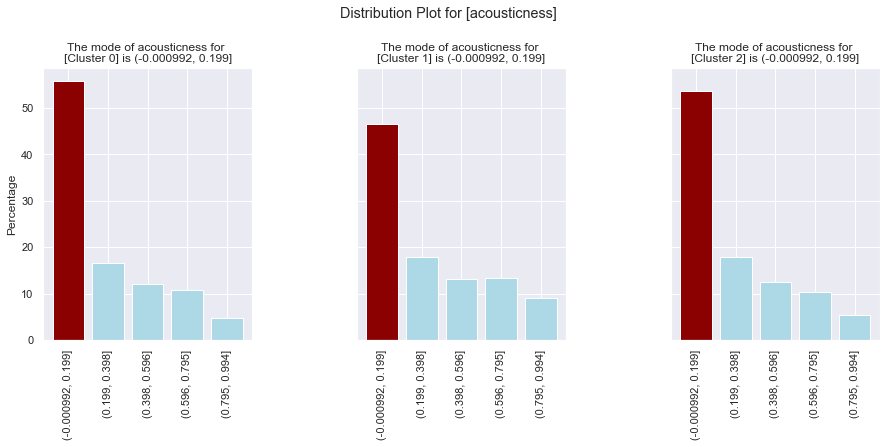 Distribution Plot for [acousticness]
The mode of acousticness for
[Cluster 0] is (-0.000992, 0.199]
The mode of acousticness for
[Cluster 1] is (-0.000992, 0.199]
The mode of acousticness for
[Cluster 2] is (-0.000992, 0.199]
Percentage
50
40
30
20
10
0
(-0.000992, 0.199]
(0.199, 0.398]
(0.398, 0.596]
(0.596, 0.795]
(0.795, 0.994]
(-0.000992, 0.199]
(0.199, 0.398]
(0.398, 0.596]
(0.596, 0.795]
(0.795, 0.994]
(-0.000992, 0.199]
(0.199, 0.398]
(0.398, 0.596]
(0.596, 0.795]
(0.795, 0.994]